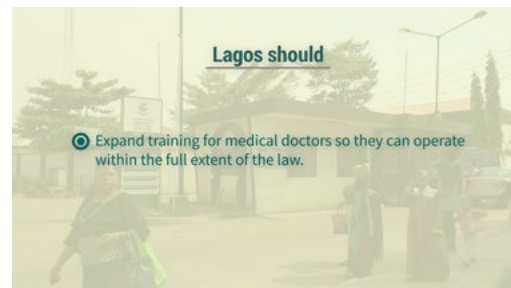 Lagos should
Expand training for medical doctors so they can operate
within the full extent of the law.